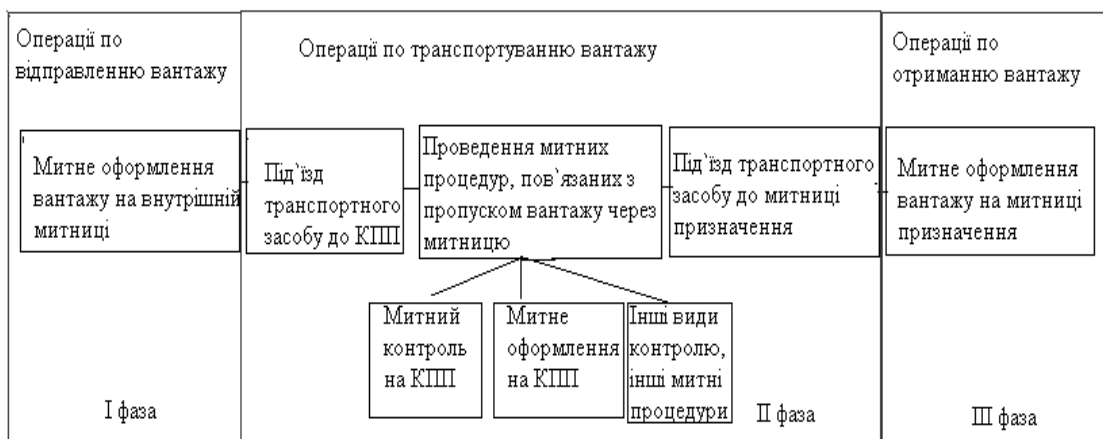 Операції по
відправленню вантажу
Операції по транспортуванню вантажу
Операції по
отриманню вантажу
Митне оформлення
вантажу на внутрішній
митниці
Під`їзд
транспортного
засобу до КПП
Проведення митних
процедур, пов`язаних з
пропуском вантажу через
митницю
Під`їзд транспортного
засобу до митниці
призначення
Митне оформлення
вантажу на митниці
призначення
Митний
контроль
на КПП
Митне
оформлення
на КПП
Інші види
контролю,
інші митні
процедури
І фаза
ІІ фаза
ІІІ фаза